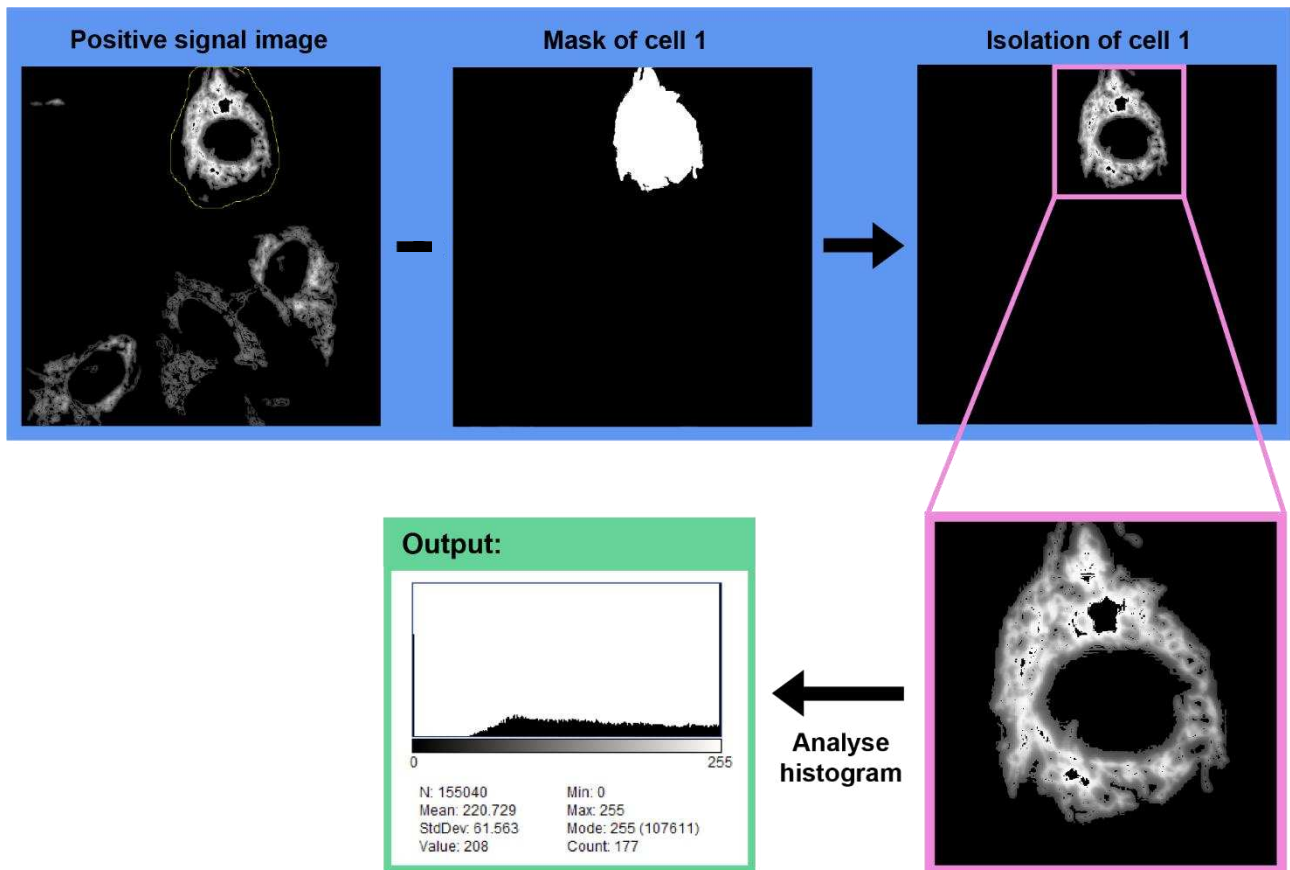 Positive signal image
Mask of cell 1
Isolation of cell 1
Output:
0
255
N: 155040
Min: 0
Mean: 220.729
Max: 255
StdDev: 61.563
Mode: 255 (107611)
Value: 208
Count: 177
Analyse
histogram